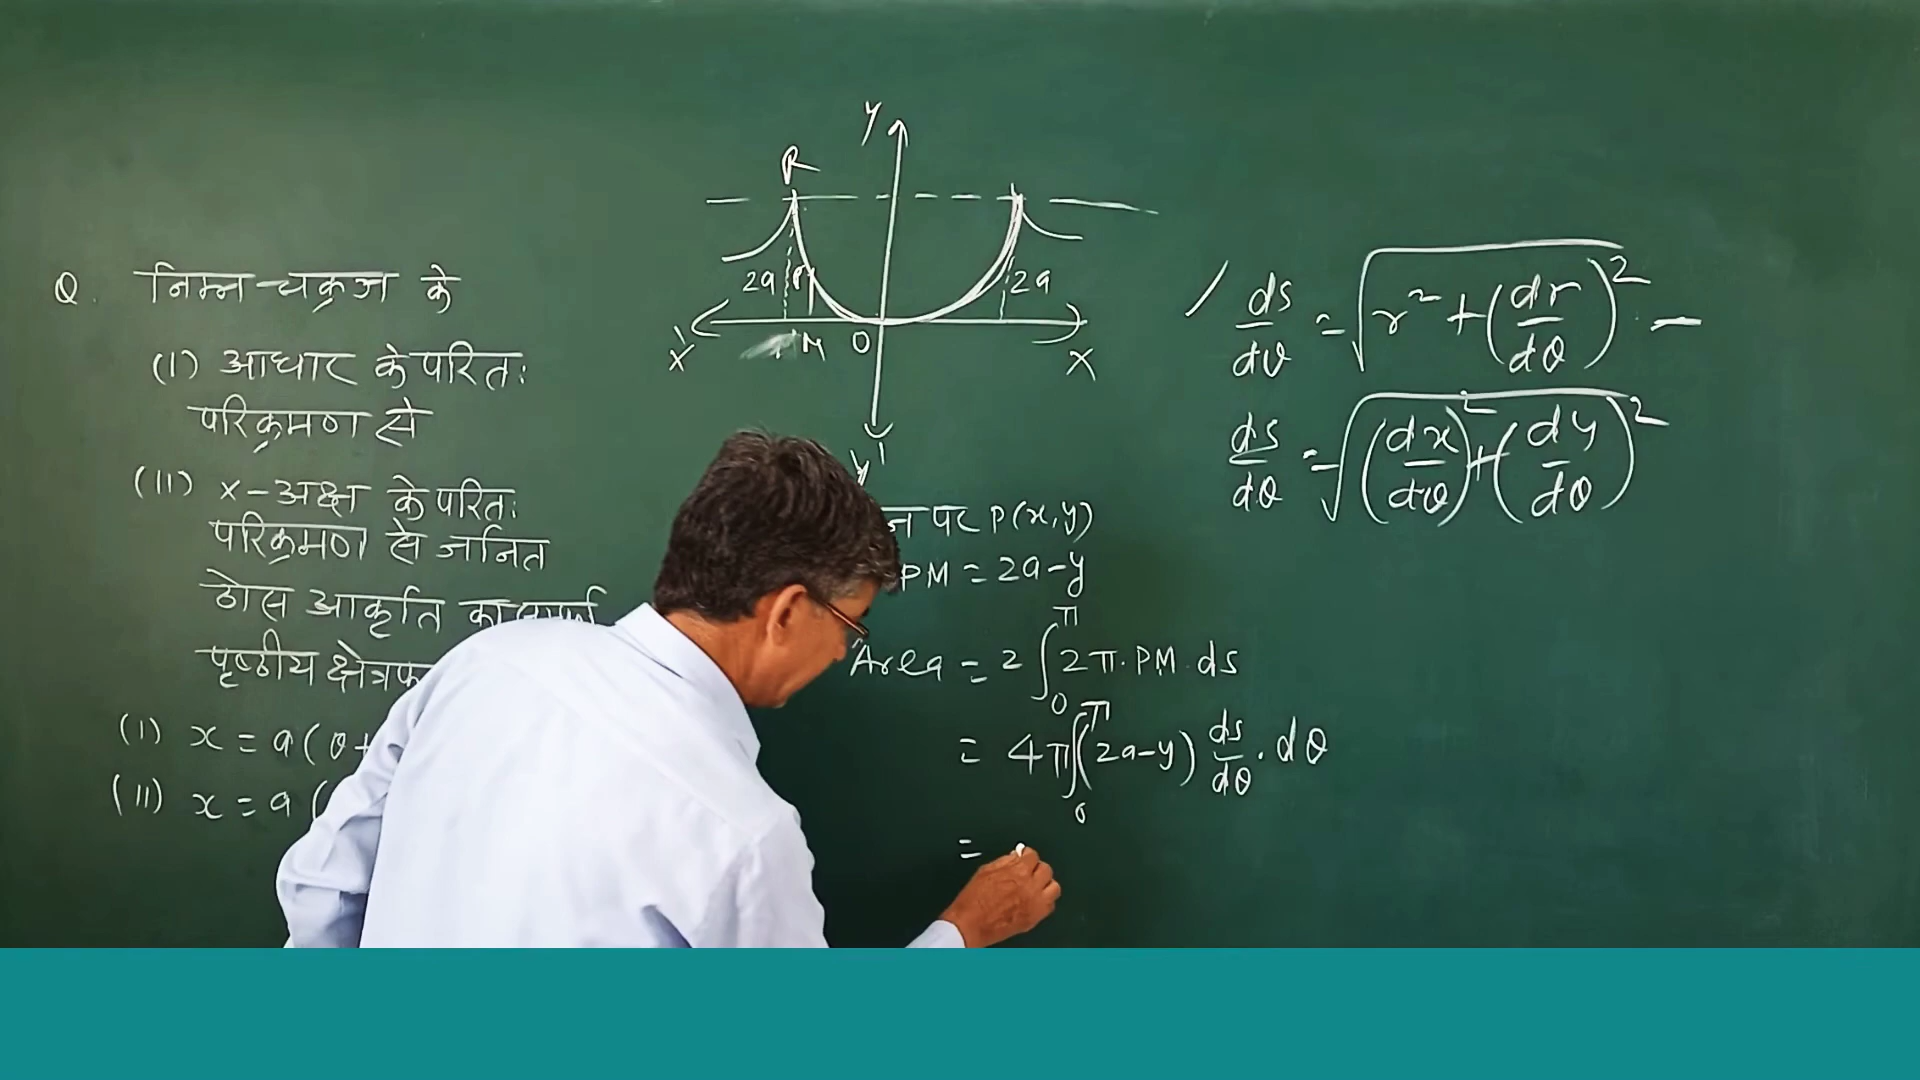 Q. निम्न-चक्रज के
(I) आधार के परितः
परिक्रमण से
(II) x-अक्ष के परितः
परिक्रमण से जनित
ठोस आकृति का
पृष्ठीय
(I) x = a(θ+
(II) x = a(
Y
R
2a P
2a
X' M O X
Y'
पर P(x,y)
PM = 2a-y
Area = 2∫₀^π 2π.PM.ds
= 4π∫₀^π(2a-y) ds/dθ . dθ
=
/ ds/dθ = √(r² + (dr/dθ)²) -
ds/dθ = √((dx/dθ)² + (dy/dθ)²)